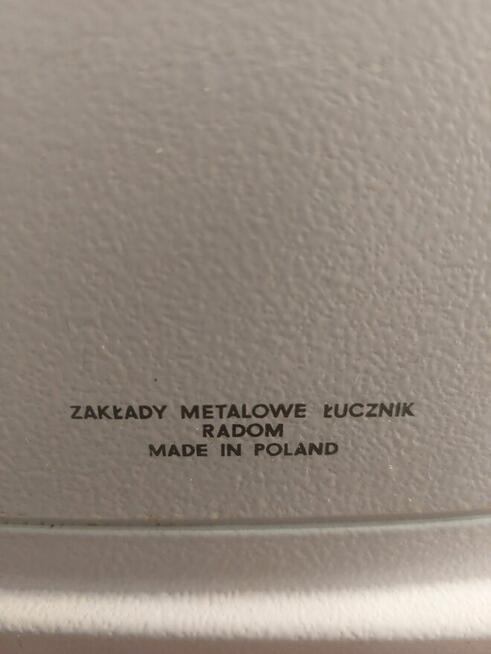 ZAKŁADY METALOWE ŁUCZNIK
RADOM
MADE IN POLAND